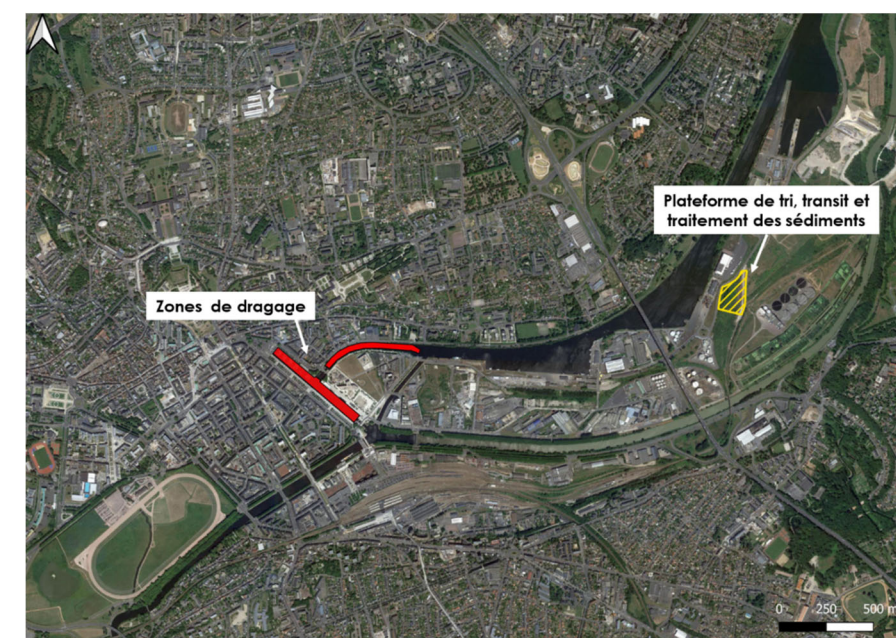 Plateforme de tri, transit et
traitement des sédiments
Zones de dragage
0 250 500 m